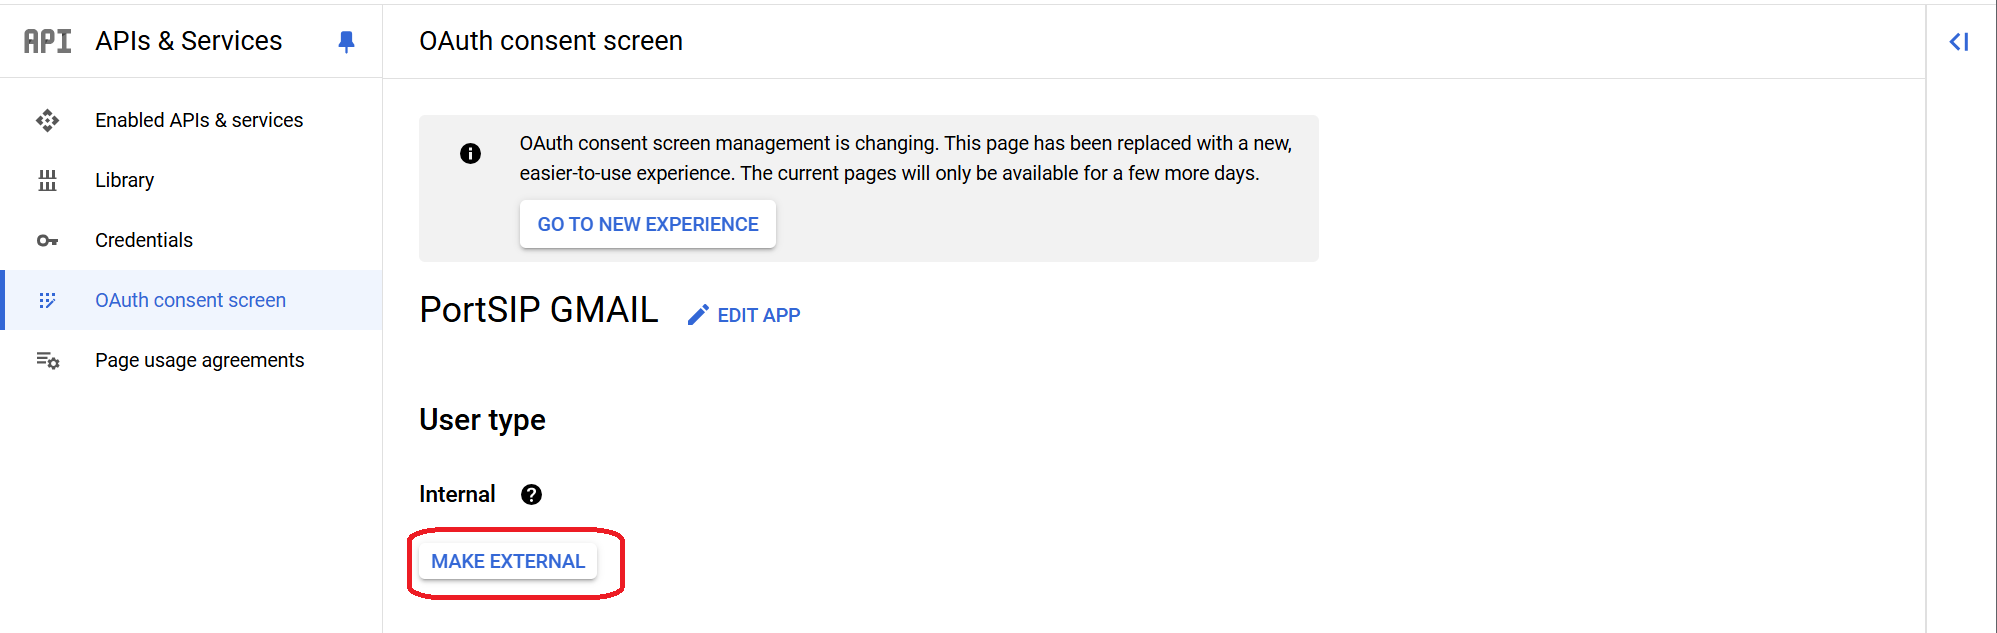 API APIs & Services
OAuth consent screen
Enabled APIs & services
Library
Credentials
OAuth consent screen
Page usage agreements
OAuth consent screen management is changing. This page has been replaced with a new,
easier-to-use experience. The current pages will only be available for a few more days.
GO TO NEW EXPERIENCE
PortSIP GMAIL
EDIT APP
User type
Internal
MAKE EXTERNAL